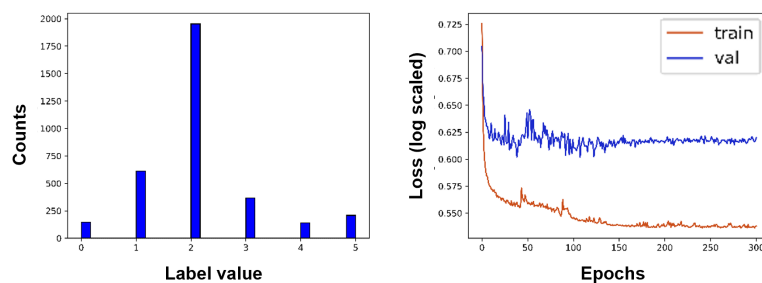 2000
1750
1500
1250
1000
750
500
250
0
Counts
0 1 2 3 4 5
Label value
0.725
0.700
0.675
0.650
0.625
0.600
0.575
0.550
Loss (log scaled)
train
val
0 50 100 150 200 250 300
Epochs